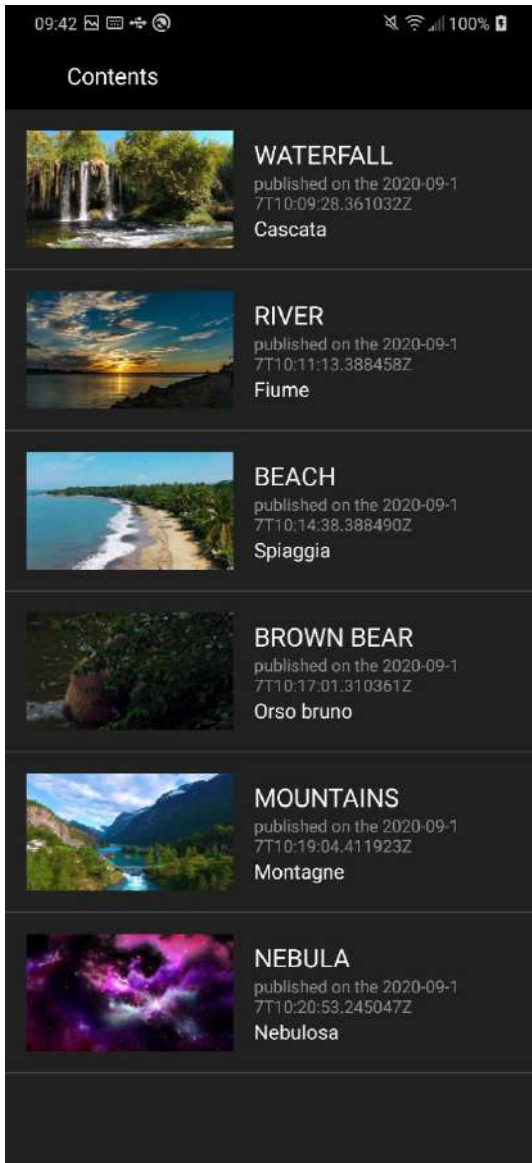 09:42 100%
Contents
WATERFALL
published on the 2020-09-1
7T10:09:28.361032Z
Cascata
RIVER
published on the 2020-09-1
7T10:11:13.388458Z
Fiume
BEACH
published on the 2020-09-1
7T10:14:38.388490Z
Spiaggia
BROWN BEAR
published on the 2020-09-1
7T10:17:01.310361Z
Orso bruno
MOUNTAINS
published on the 2020-09-1
7T10:19:04.411923Z
Montagne
NEBULA
published on the 2020-09-1
7T10:20:53.245047Z
Nebulosa